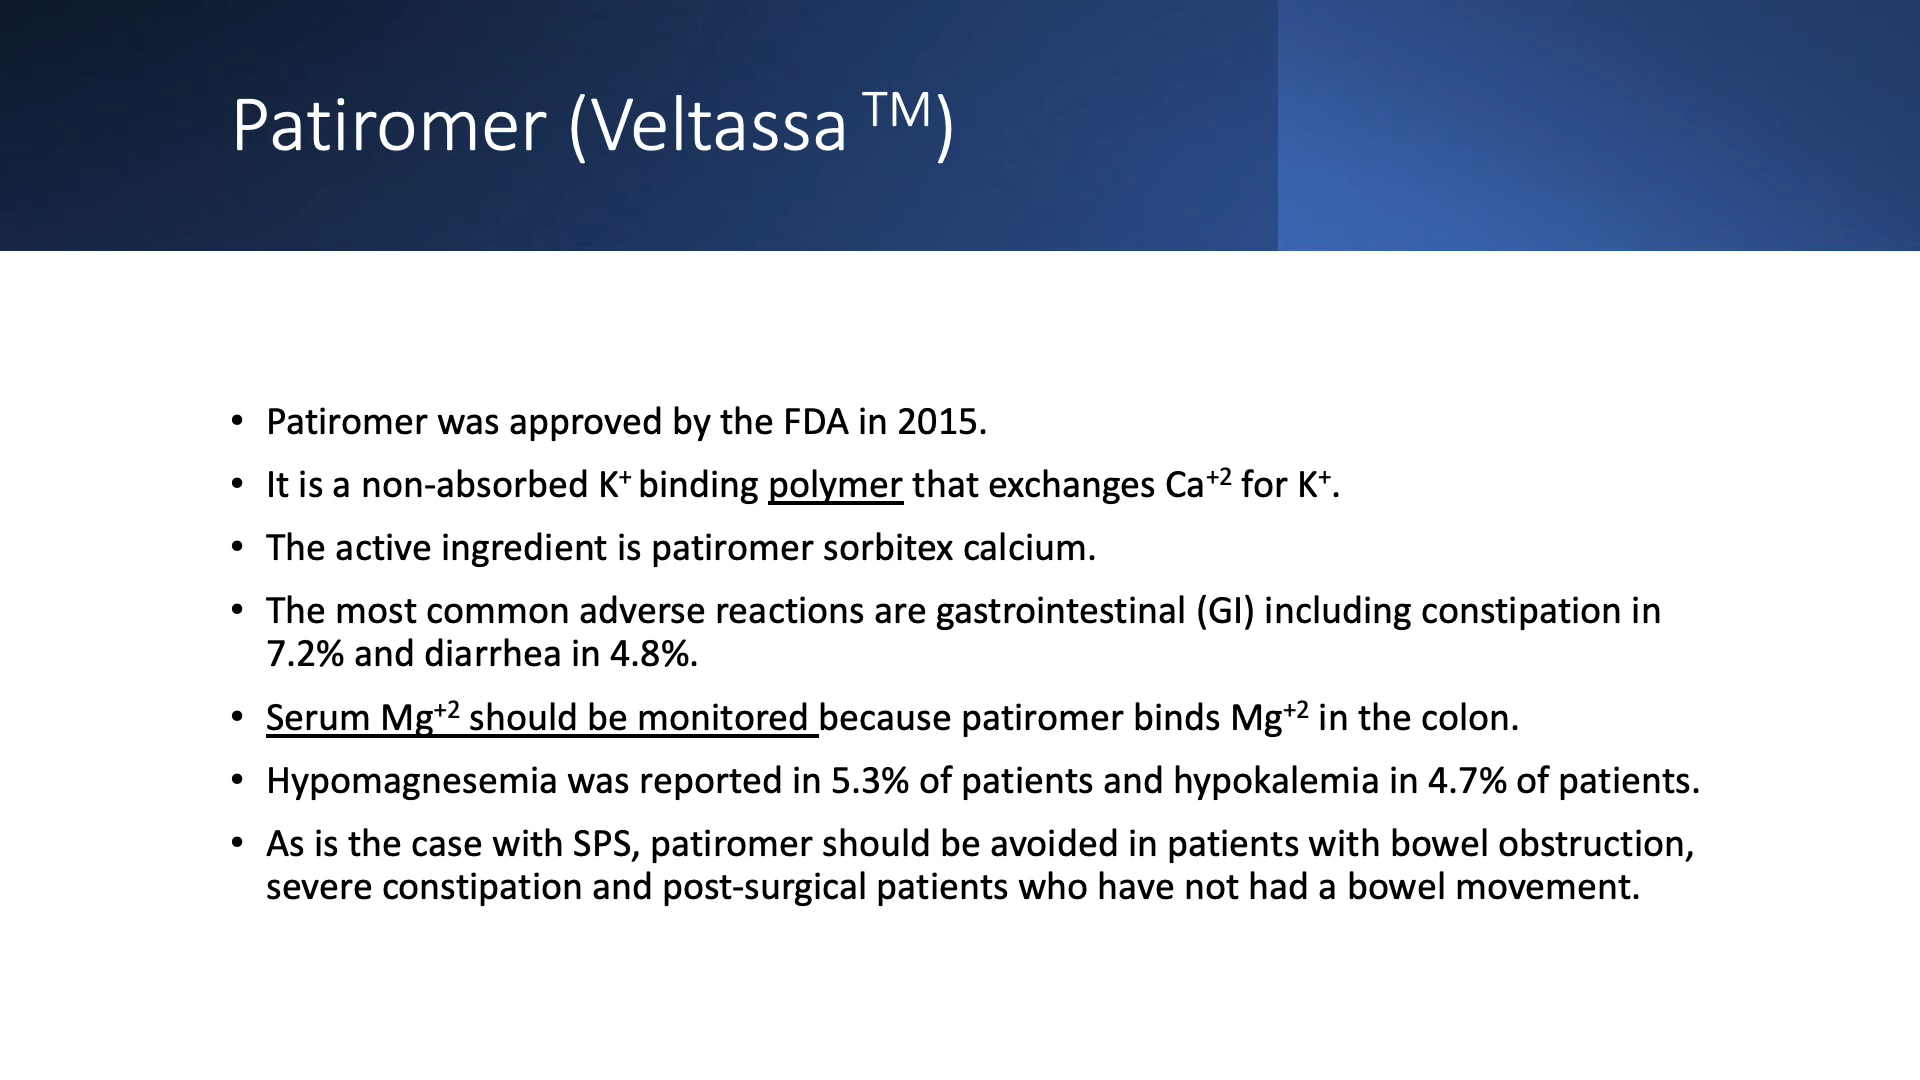 Patiromer (Veltassa TM)
• Patiromer was approved by the FDA in 2015.
• It is a non-absorbed K+ binding polymer that exchanges Ca+2 for K+.
• The active ingredient is patiromer sorbitex calcium.
• The most common adverse reactions are gastrointestinal (GI) including constipation in
7.2% and diarrhea in 4.8%.
• Serum Mg+2 should be monitored because patiromer binds Mg+2 in the colon.
• Hypomagnesemia was reported in 5.3% of patients and hypokalemia in 4.7% of patients.
• As is the case with SPS, patiromer should be avoided in patients with bowel obstruction,
severe constipation and post-surgical patients who have not had a bowel movement.